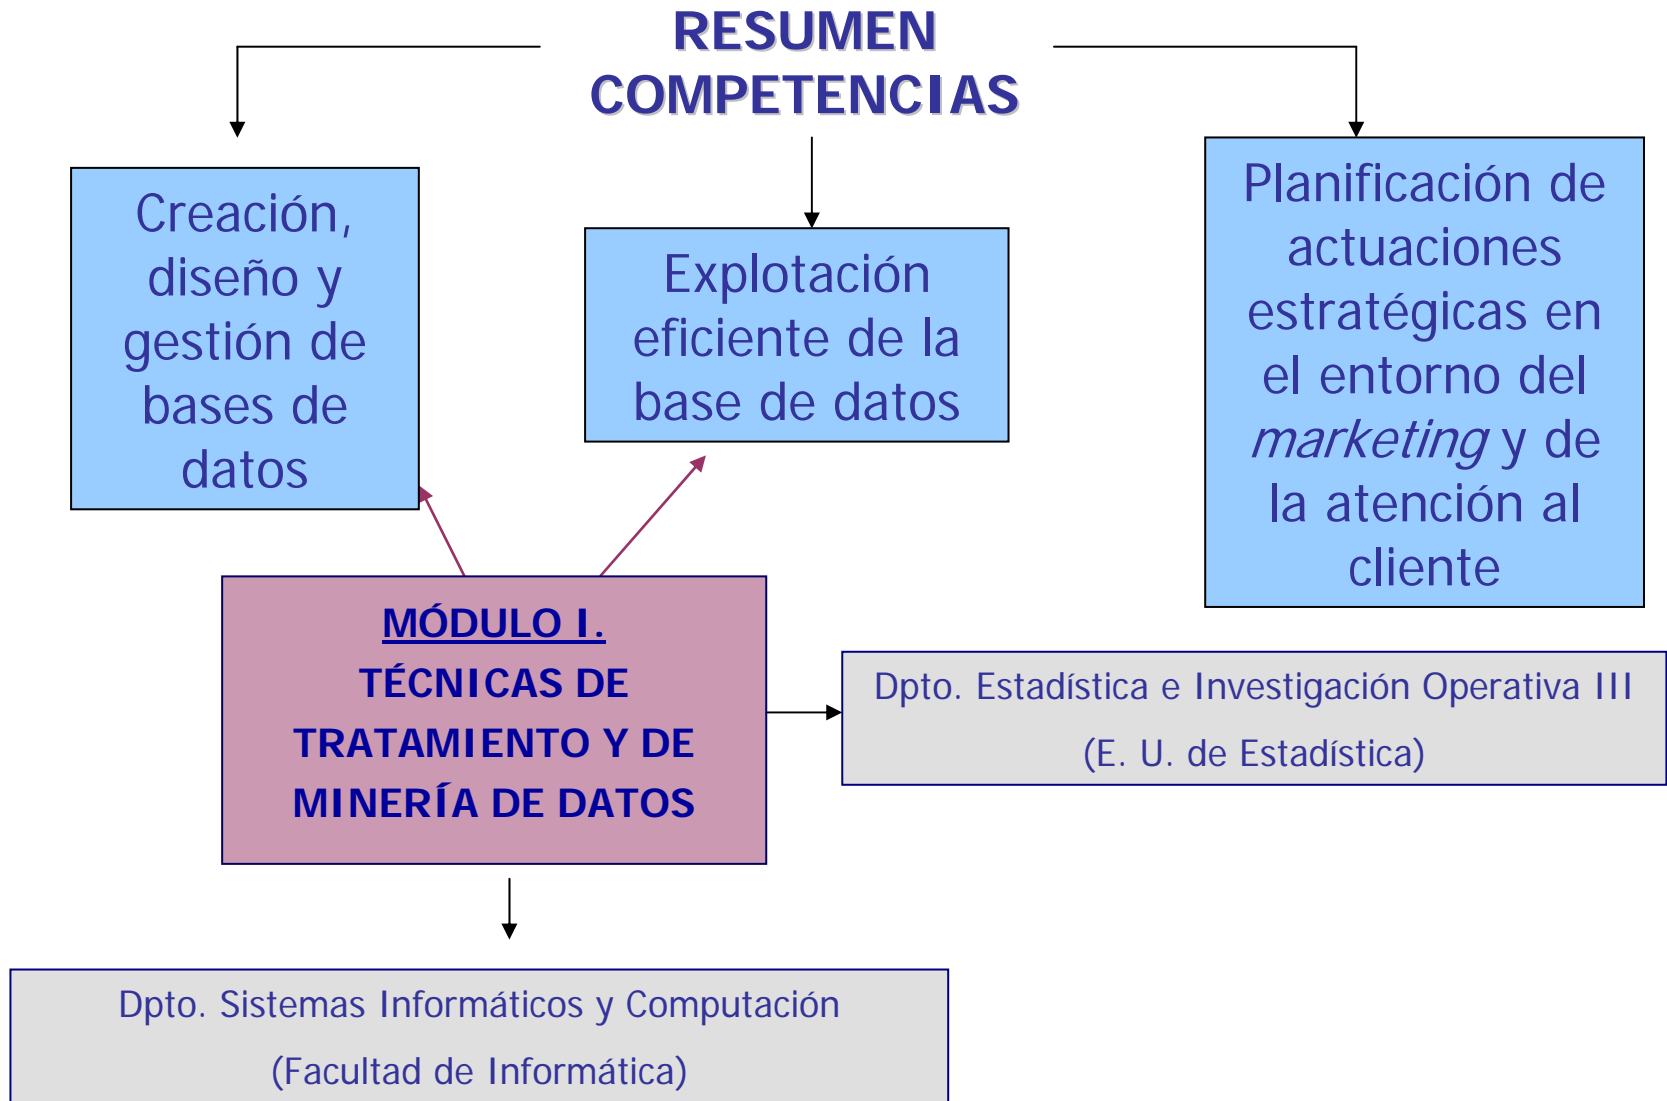 RESUMEN
COMPETENCIAS
Creación,
diseño y
gestión de
bases de
datos
Explotación
eficiente de la
base de datos
Planificación de
actuaciones
estratégicas en
el entorno del
marketing y de
la atención al
cliente
MÓDULO I.
TÉCNICAS DE
TRATAMIENTO Y DE
MINERÍA DE DATOS
Dpto. Estadística e Investigación Operativa III
(E. U. de Estadística)
Dpto. Sistemas Informáticos y Computación
(Facultad de Informática)